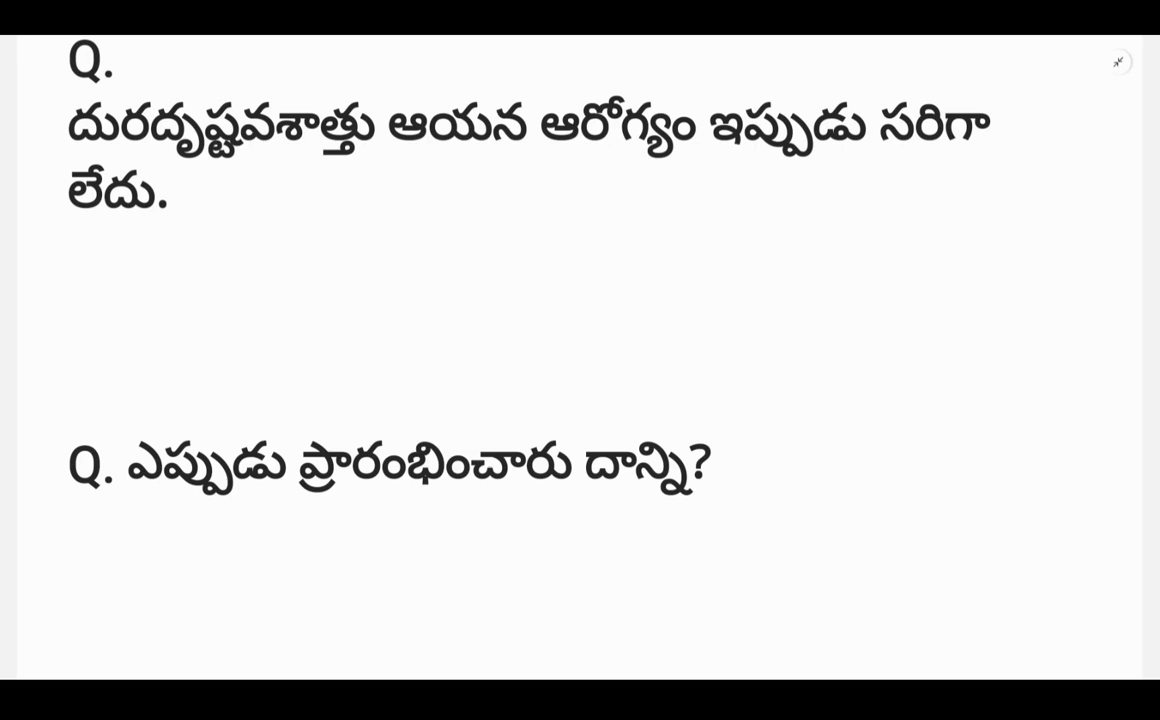 Q.
దురదృష్టవశాత్తు ఆయన ఆరోగ్యం ఇప్పుడు సరిగా
లేదు.
Q. ఎప్పుడు ప్రారంభించారు దాన్ని?